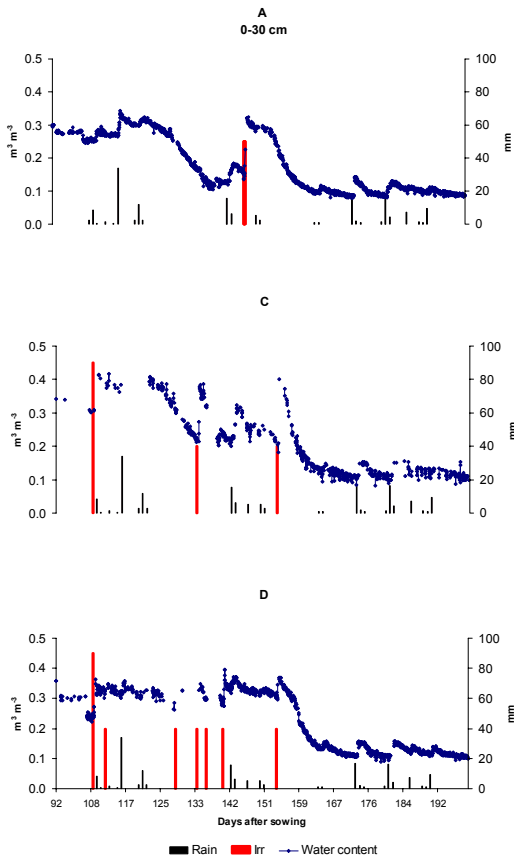 A
0-30 cm
0.5 100
0.4 80
0.3 60
0.2 40
0.1 20
0.0 0
m³ m⁻³
mm
C
0.5 100
0.4 80
0.3 60
0.2 40
0.1 20
0.0 0
m³ m⁻³
mm
D
0.5 100
0.4 80
0.3 60
0.2 40
0.1 20
0.0 0
m³ m⁻³
mm
92 108 117 125 133 142 151 159 167 176 184 192
Days after sowing
Rain Irr Water content